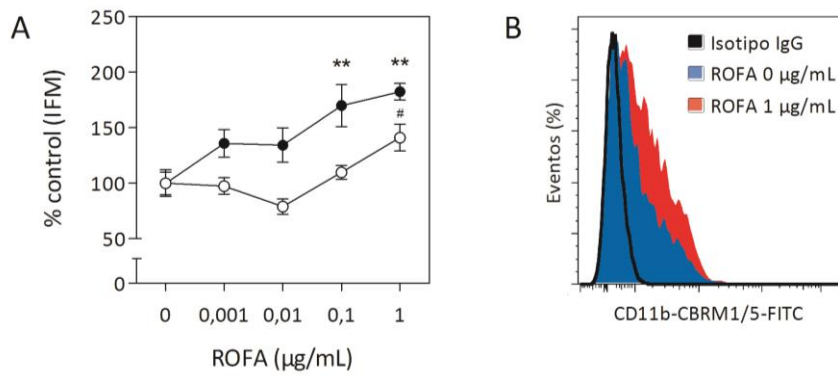 A
% control (IFM)
250
200
150
100
50
0
**
**
#
0
0,001
0,01
0,1
1
ROFA (µg/mL)
B
Isotipo IgG
ROFA 0 µg/mL
ROFA 1 µg/mL
Eventos (%)
CD11b-CBRM1/5-FITC